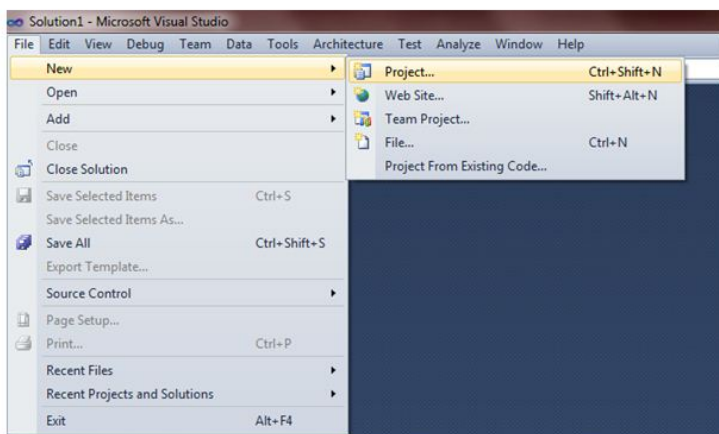 Solution1 - Microsoft Visual Studio
File Edit View Debug Team Data Tools Architecture Test Analyze Window Help
New
Open
Add
Close
Close Solution
Save Selected Items Ctrl+S
Save Selected Items As...
Save All Ctrl+Shift+S
Export Template...
Source Control
Page Setup...
Print... Ctrl+P
Recent Files
Recent Projects and Solutions
Exit Alt+F4
Project... Ctrl+Shift+N
Web Site... Shift+Alt+N
Team Project...
File... Ctrl+N
Project From Existing Code...